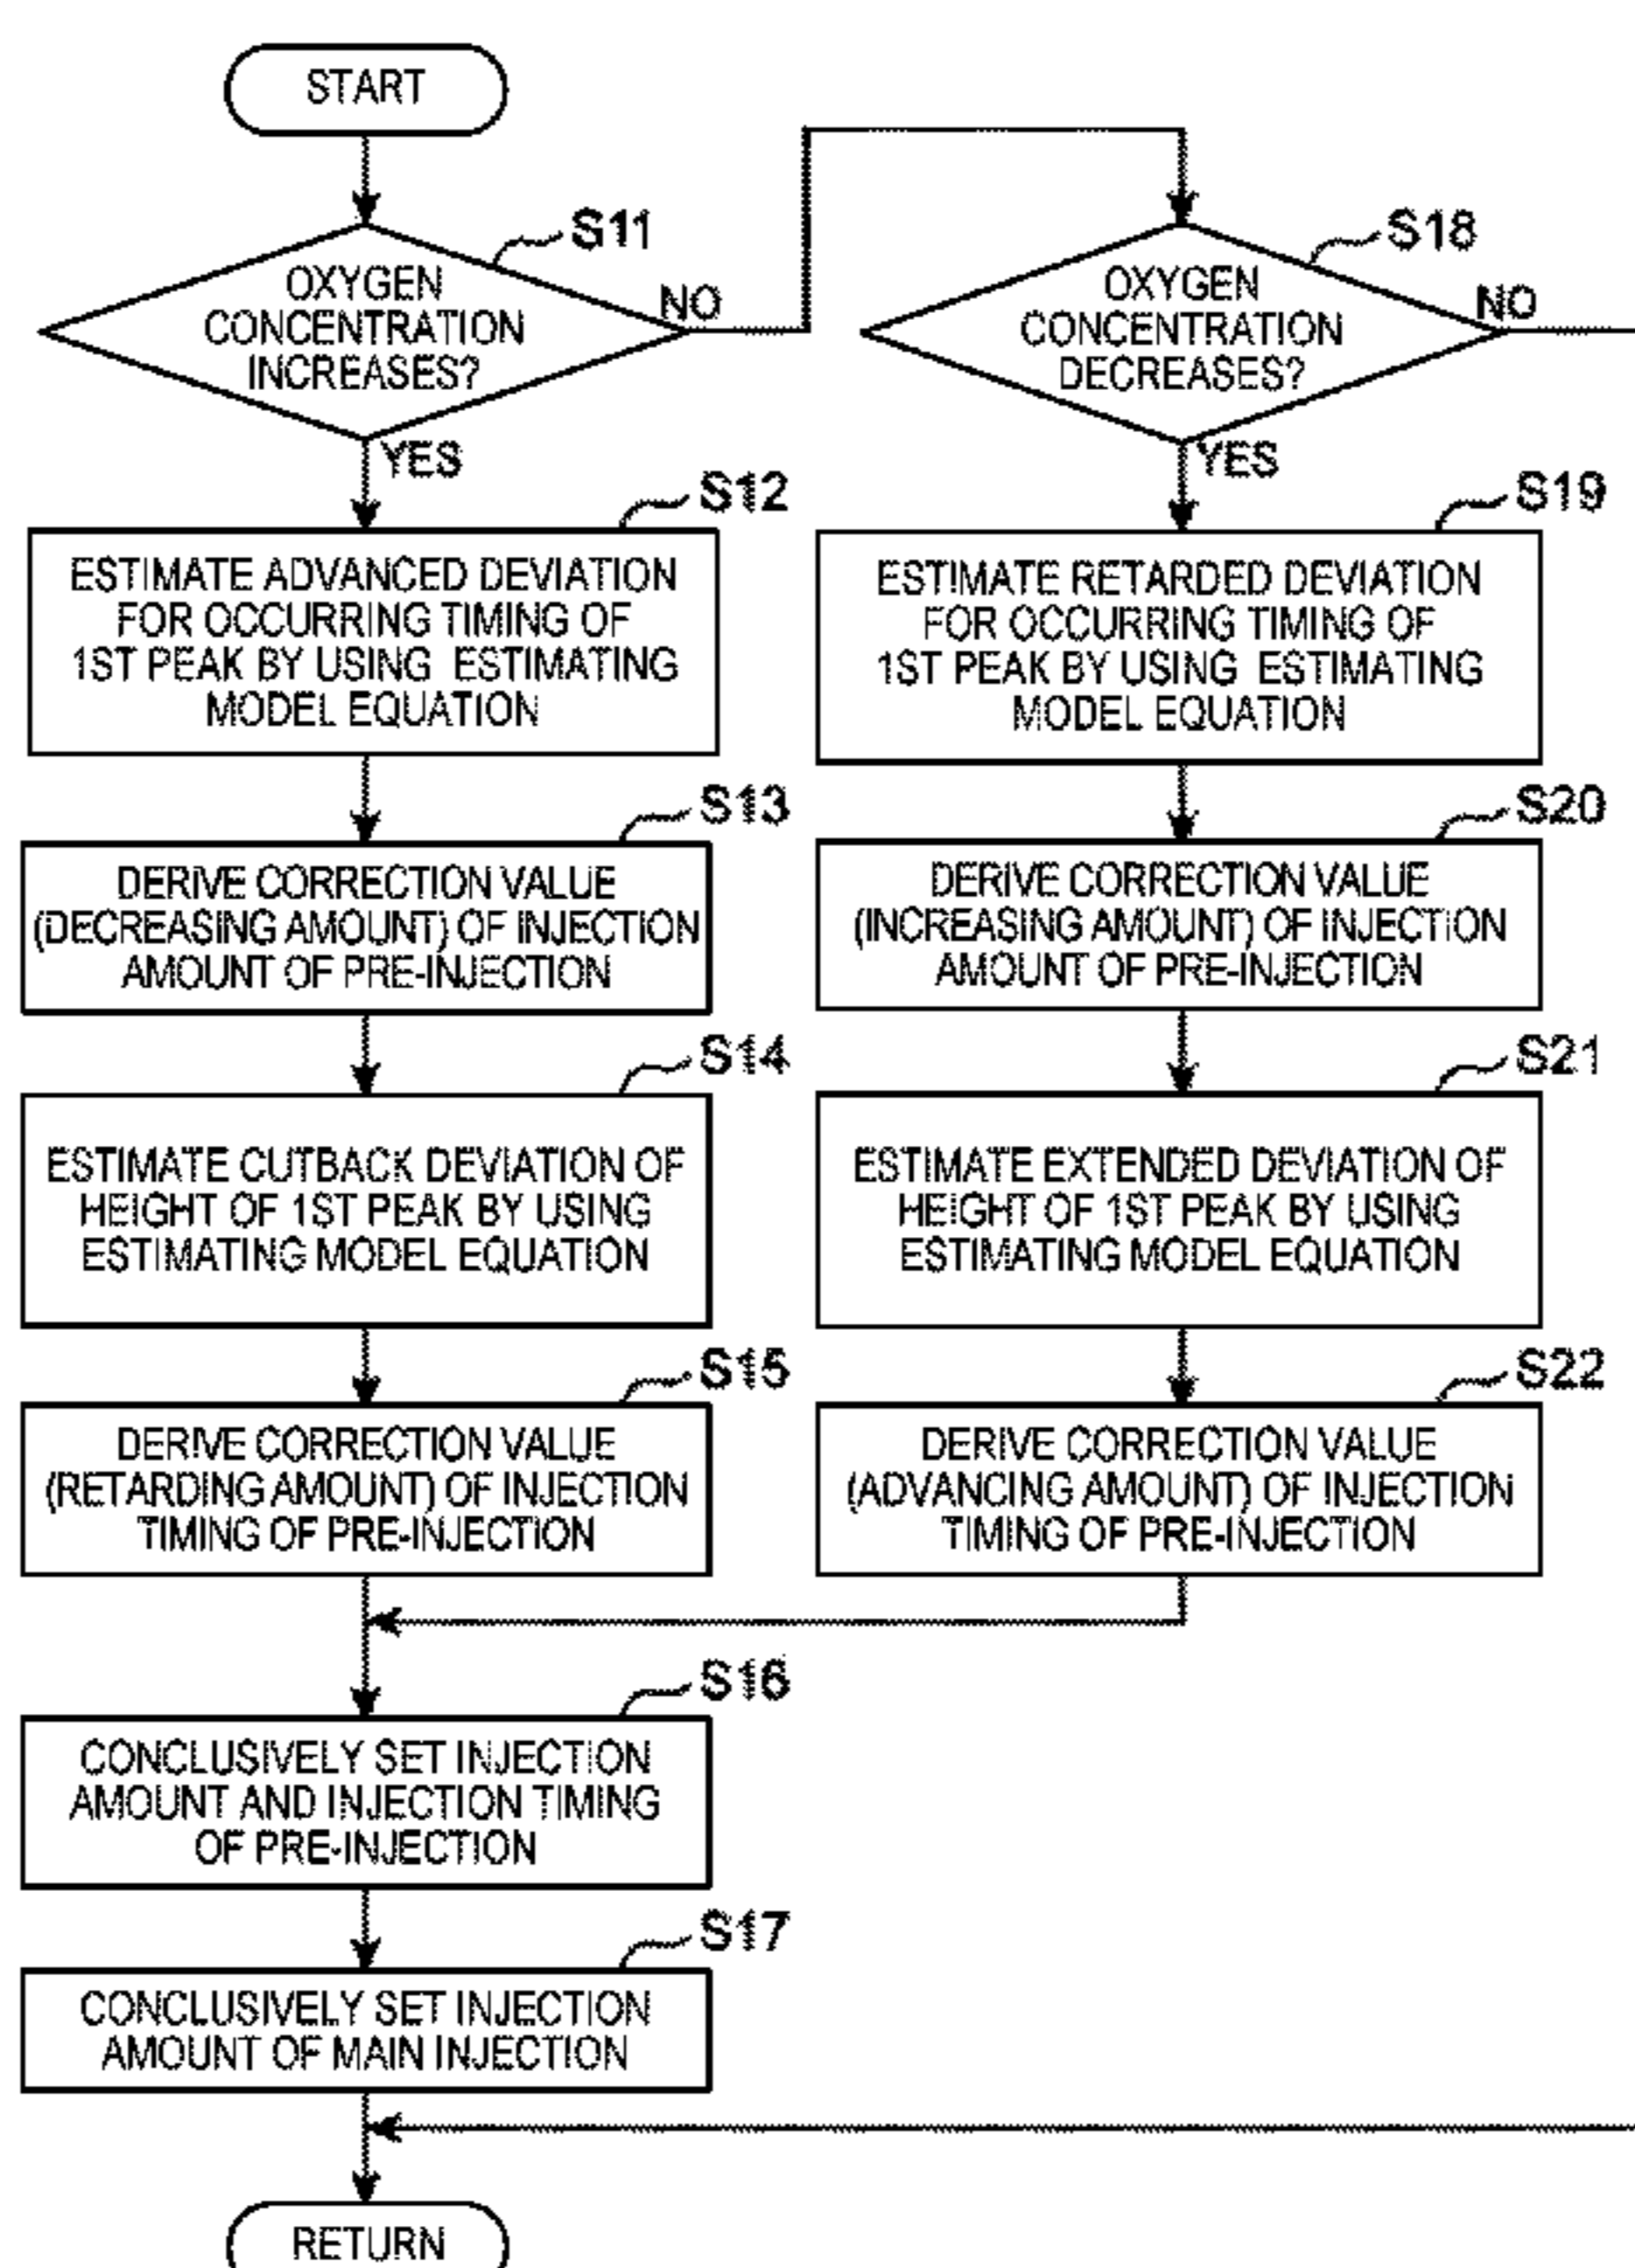 START
S11
OXYGEN
CONCENTRATION
INCREASES?
NO
YES
S12
ESTIMATE ADVANCED DEVIATION
FOR OCCURRING TIMING OF
1ST PEAK BY USING ESTIMATING
MODEL EQUATION
S13
DERIVE CORRECTION VALUE
(DECREASING AMOUNT) OF INJECTION
AMOUNT OF PRE-INJECTION
S14
ESTIMATE CUTBACK DEVIATION OF
HEIGHT OF 1ST PEAK BY USING
ESTIMATING MODEL EQUATION
S15
DERIVE CORRECTION VALUE
(RETARDING AMOUNT) OF INJECTION
TIMING OF PRE-INJECTION
S16
CONCLUSIVELY SET INJECTION
AMOUNT AND INJECTION TIMING
OF PRE-INJECTION
S17
CONCLUSIVELY SET INJECTION
AMOUNT OF MAIN INJECTION
RETURN
S18
OXYGEN
CONCENTRATION
DECREASES?
NO
YES
S19
ESTIMATE RETARDED DEVIATION
FOR OCCURRING TIMING OF
1ST PEAK BY USING ESTIMATING
MODEL EQUATION
S20
DERIVE CORRECTION VALUE
(INCREASING AMOUNT) OF INJECTION
AMOUNT OF PRE-INJECTION
S21
ESTIMATE EXTENDED DEVIATION OF
HEIGHT OF 1ST PEAK BY USING
ESTIMATING MODEL EQUATION
S22
DERIVE CORRECTION VALUE
(ADVANCING AMOUNT) OF INJECTION
TIMING OF PRE-INJECTION